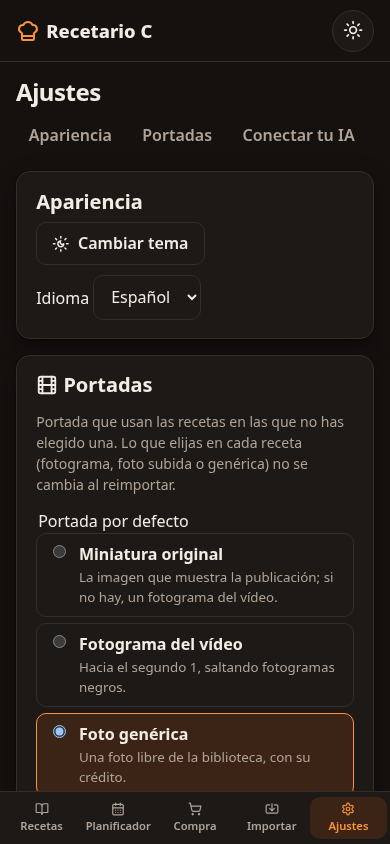 Recetario C
Ajustes
Apariencia Portadas Conectar tu IA
Apariencia
Cambiar tema
Idioma Español
Portadas
Portada que usan las recetas en las que no has
elegido una. Lo que elijas en cada receta
(fotograma, foto subida o genérica) no se
cambia al reimportar.
Portada por defecto
Miniatura original
La imagen que muestra la publicación; si
no hay, un fotograma del vídeo.
Fotograma del vídeo
Hacia el segundo 1, saltando fotogramas
negros.
Foto genérica
Una foto libre de la biblioteca, con su
crédito.
Recetas Planificador Compra Importar Ajustes